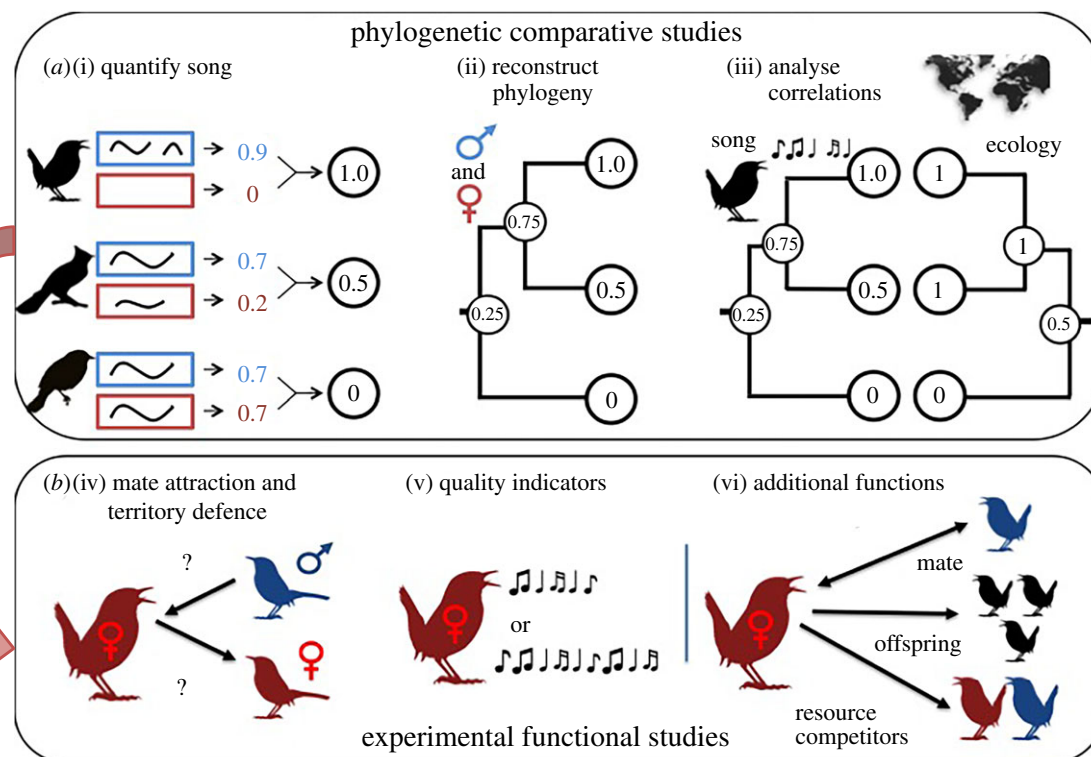 phylogenetic comparative studies
(a)(i) quantify song
0.9
0
1.0
0.7
0.2
0.5
0.7
0.7
0
(ii) reconstruct
phylogeny
♂
and
♀
1.0
0.75
0.5
0.25
0
(iii) analyse
correlations
song
ecology
1.0
1
0.75
1
0.5
1
0.25
0.5
0
0
(b)(iv) mate attraction and
territory defence
?
♂
♀
♀
?
(v) quality indicators
♀
or
(vi) additional functions
♀
mate
offspring
resource
competitors
experimental functional studies